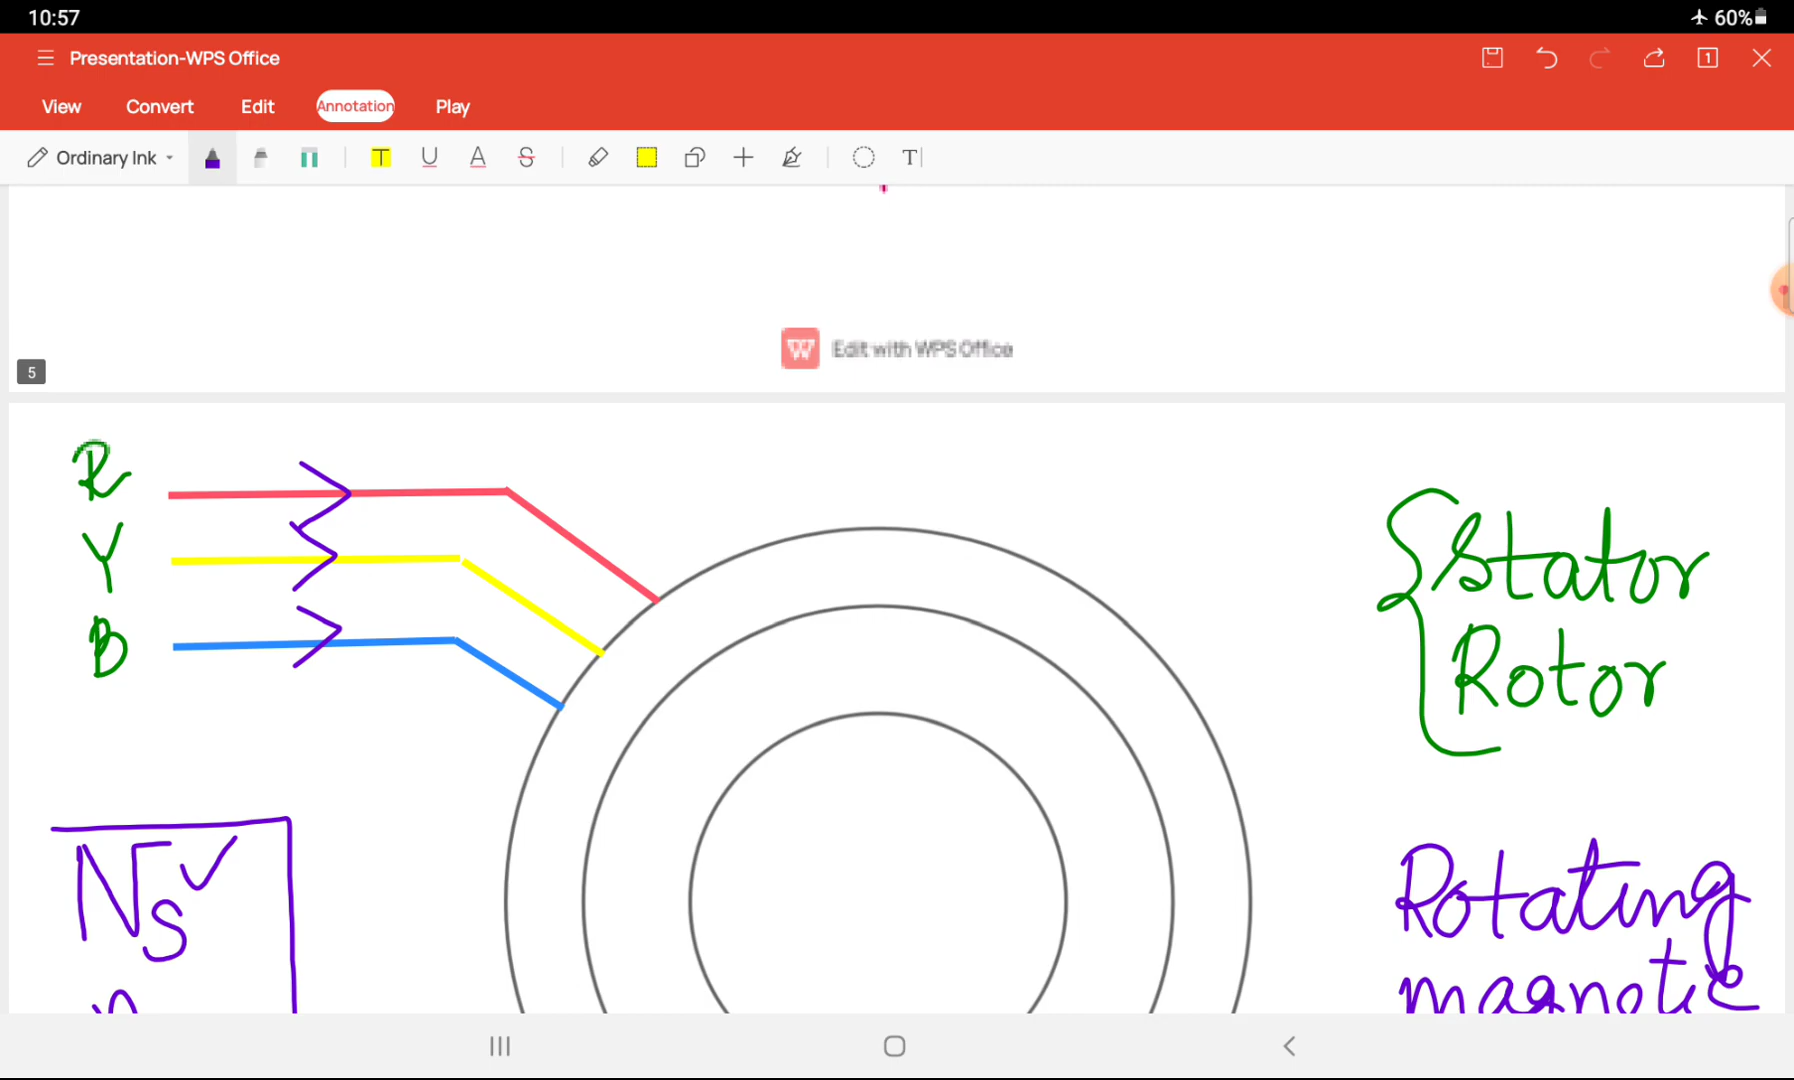 10:57
60%
Presentation-WPS Office
1
View Convert Edit Annotation Play
Ordinary Ink T U A S T
Edit with WPS Office
5
R
Y
B
Stator
Rotor
Ns
Rotating
magnetic